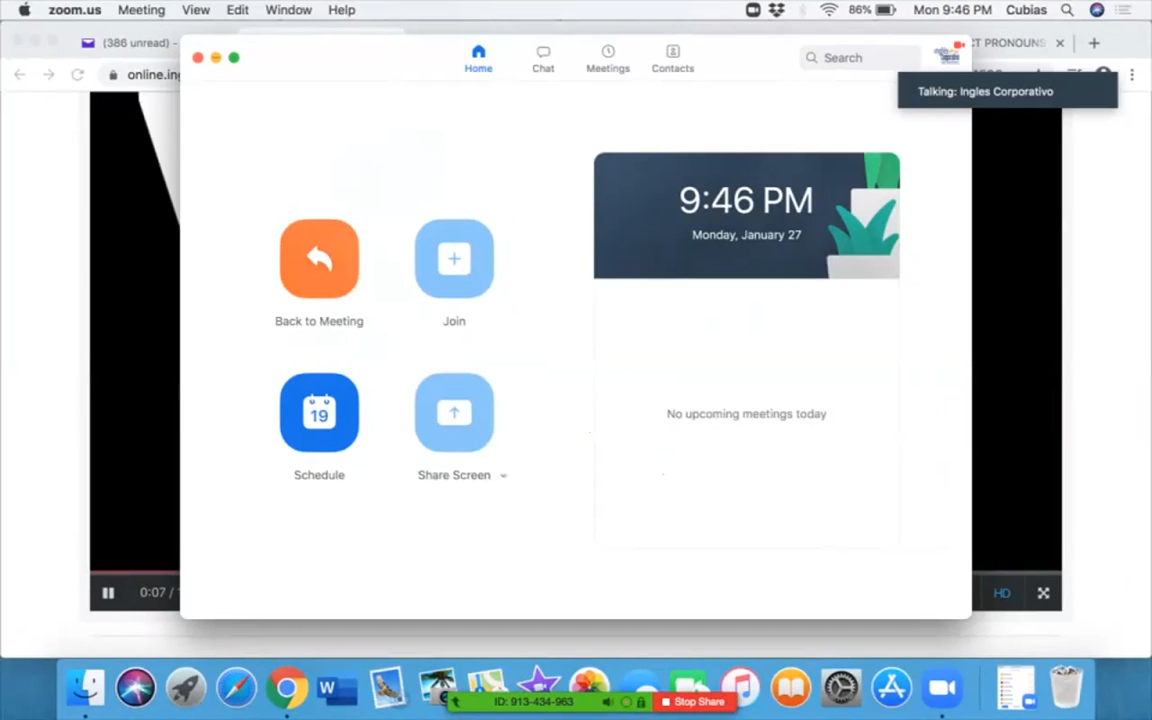 zoom.us Meeting View Edit Window Help 86% Mon 9:46 PM Cubias
(386 unread) -
CT PRONOUNS
online.in
Home Chat Meetings Contacts
Search
Talking: Ingles Corporativo
9:46 PM
Monday, January 27
Back to Meeting Join
No upcoming meetings today
19
Schedule Share Screen
0:07 /
HD
W
ID: 913-434-963 Stop Share